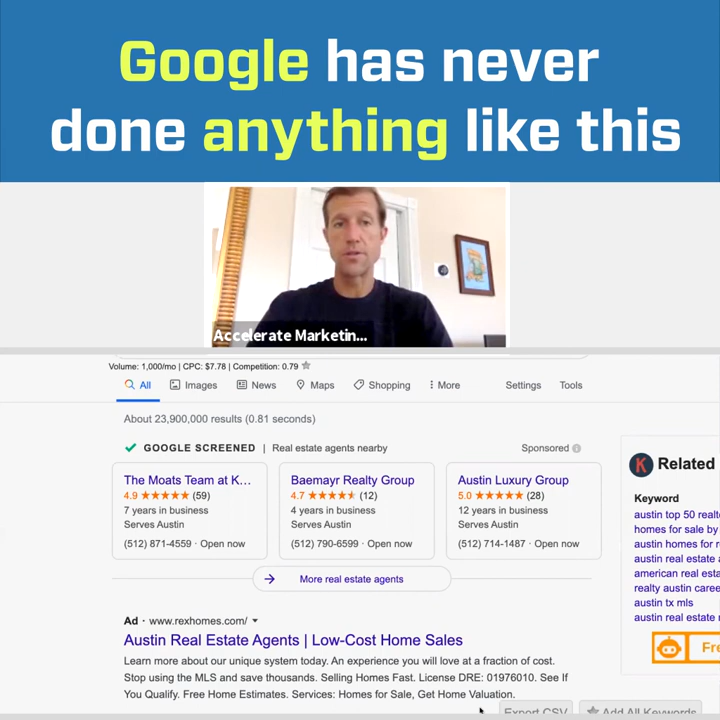 Google has never
done anything like this
Accelerate Marketin...
Volume: 1,000/mo | CPC: $7.78 | Competition: 0.79
All Images News Maps Shopping More Settings Tools
About 23,900,000 results (0.81 seconds)
GOOGLE SCREENED | Real estate agents nearby Sponsored
The Moats Team at K...
4.9 (59)
7 years in business
Serves Austin
(512) 871-4559 · Open now
Baemayr Realty Group
4.7 (12)
4 years in business
Serves Austin
(512) 790-6599 · Open now
Austin Luxury Group
5.0 (28)
12 years in business
Serves Austin
(512) 714-1487 · Open now
More real estate agents
Ad · www.rexhomes.com/
Austin Real Estate Agents | Low-Cost Home Sales
Learn more about our unique system today. An experience you will love at a fraction of cost.
Stop using the MLS and save thousands. Selling Homes Fast. License DRE: 01976010. See If
You Qualify. Free Home Estimates. Services: Homes for Sale, Get Home Valuation.
Export CSV Add All Keywords
K Related
Keyword
austin top 50 realt
homes for sale by
austin homes for r
austin real estate a
american real esta
realty austin caree
austin tx mls
austin real estate r
Fre